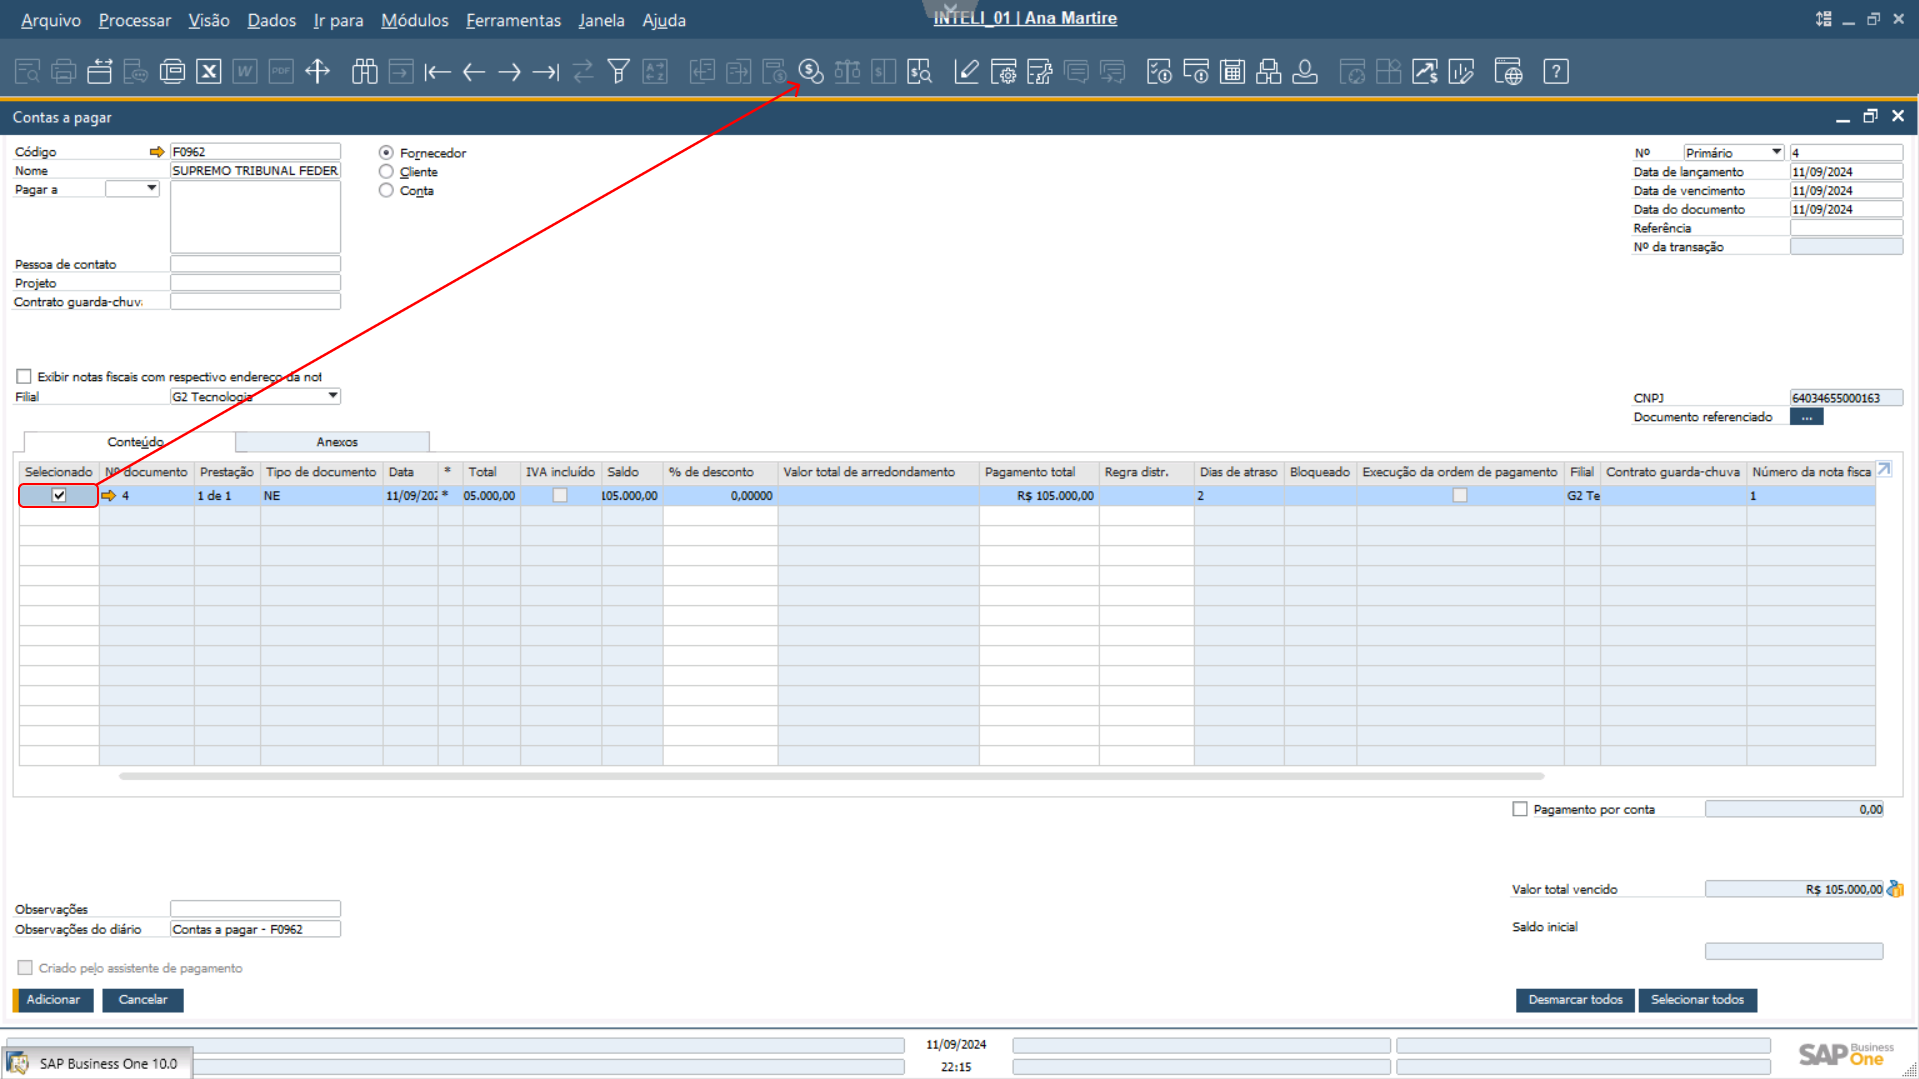 Arquivo Processar Visão Dados Ir para Módulos Ferramentas Janela Ajuda
INTELI_01 | Ana Martire
Contas a pagar
Código F0962
Nome SUPREMO TRIBUNAL FEDER
Pagar a
Fornecedor
Cliente
Conta
Nº Primário 4
Data de lançamento 11/09/2024
Data de vencimento 11/09/2024
Data do documento 11/09/2024
Referência
Nº da transação
Pessoa de contato
Projeto
Contrato guarda-chuv
Exibir notas fiscais com respectivo endereço da not
Filial G2 Tecnologia
CNPJ 64034655000163
Documento referenciado ...
Conteúdo Anexos
Selecionado Nº documento Prestação Tipo de documento Data * Total IVA incluído Saldo % de desconto Valor total de arredondamento Pagamento total Regra distr. Dias de atraso Bloqueado Execução da ordem de pagamento Filial Contrato guarda-chuva Número da nota fisca
4 1 de 1 NE 11/09/202 * 05.000,00 105.000,00 0,00000 R$ 105.000,00 2 G2 Te 1
Pagamento por conta 0,00
Valor total vencido R$ 105.000,00
Observações
Observações do diário Contas a pagar - F0962
Saldo inicial
Criado pelo assistente de pagamento
Adicionar Cancelar
Desmarcar todos Selecionar todos
11/09/2024
22:15
SAP Business One 10.0
SAP Business One